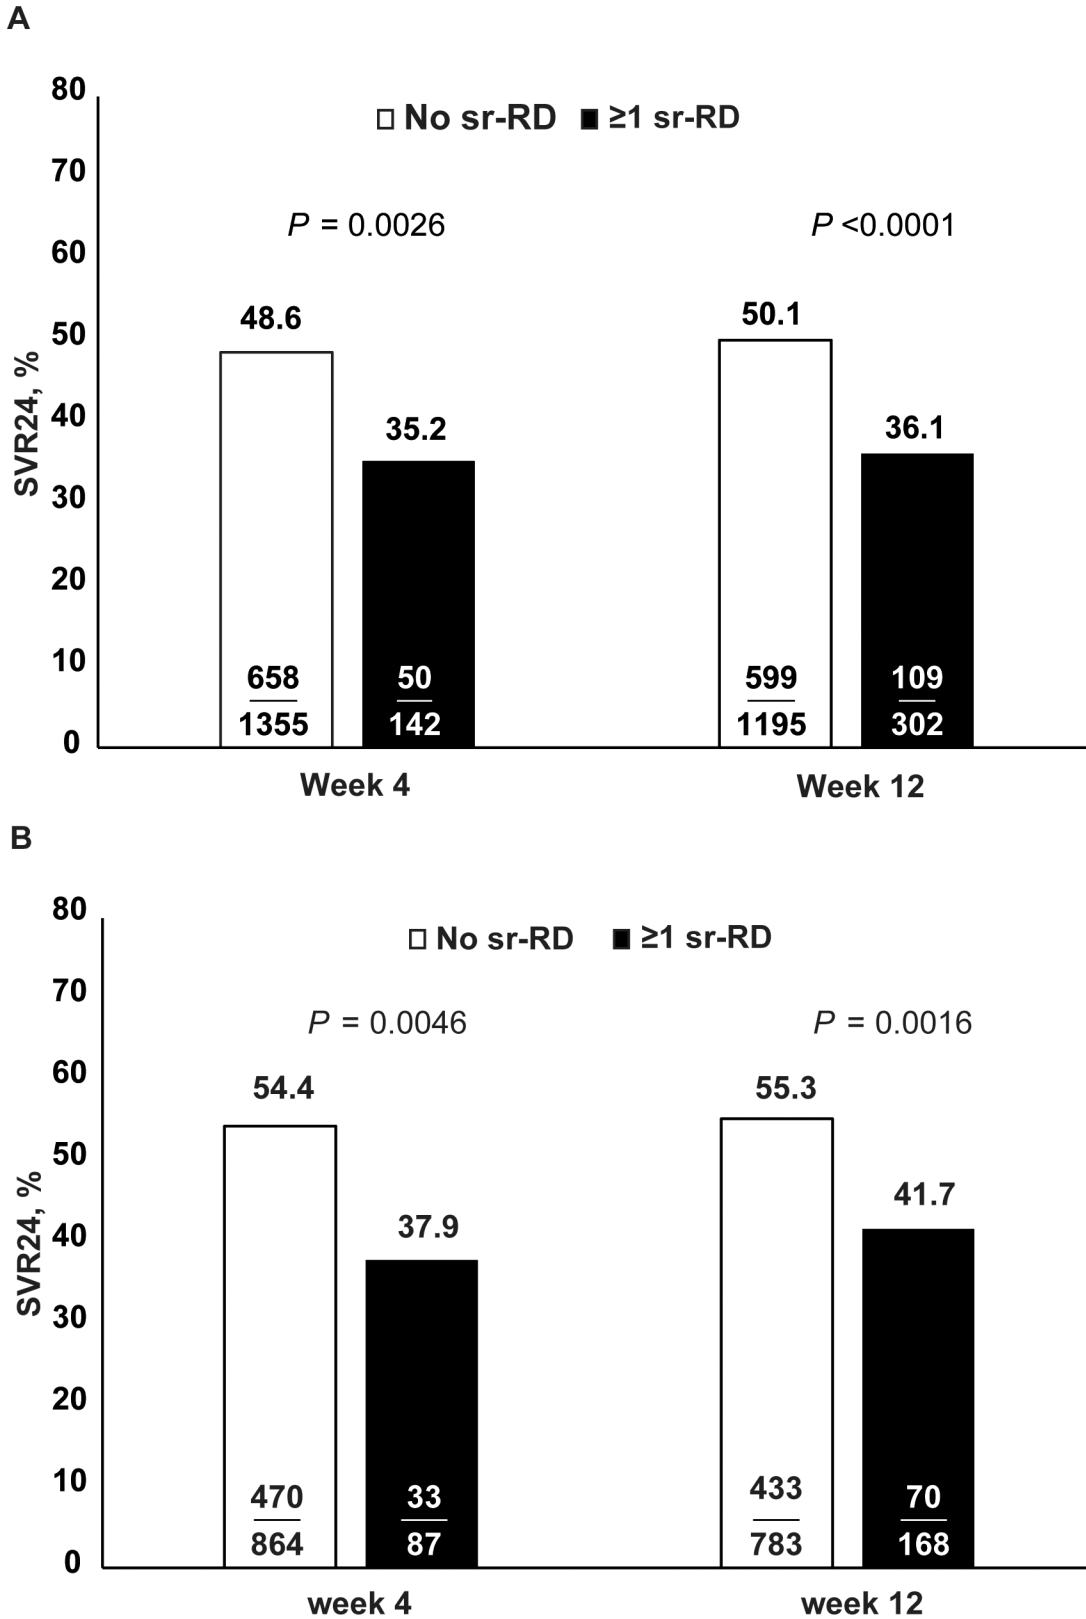 A
80
No sr-RD ≥1 sr-RD
70
P = 0.0026 P <0.0001
60
48.6 50.1
50
SVR24, %
40
35.2 36.1
30
20
10
658 50 599 109
1355 142 1195 302
0
Week 4 Week 12
B
80
No sr-RD ≥1 sr-RD
70
P = 0.0046 P = 0.0016
60
54.4 55.3
50
SVR24, %
41.7
40
37.9
30
20
10
470 33 433 70
864 87 783 168
0
week 4 week 12